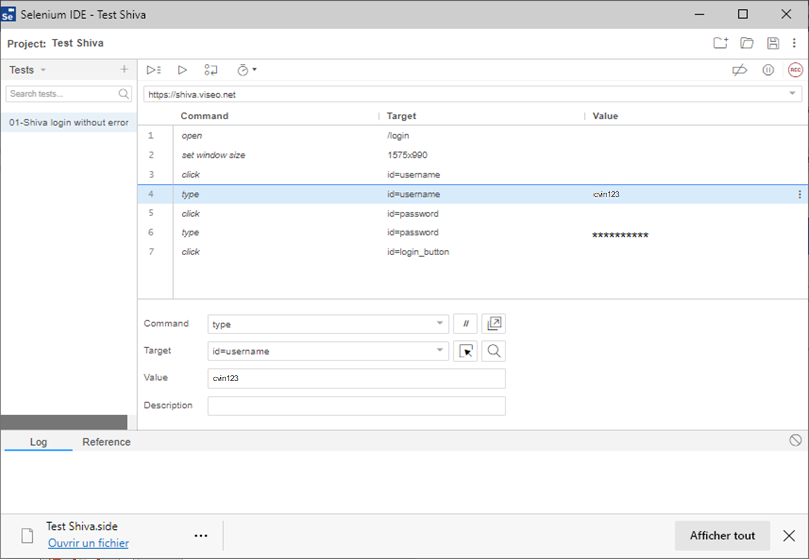 Se Selenium IDE - Test Shiva
Project: Test Shiva
Tests
Search tests...
01-Shiva login without error
REC
https://shiva.viseo.net
Command Target Value
1 open /login
2 set window size 1575x990
3 click id=username
4 type id=username cvin123
5 click id=password
6 type id=password **********
7 click id=login_button
Command type //
Target id=username
Value cvin123
Description
Log Reference
Test Shiva.side
Ouvrir un fichier
Afficher tout